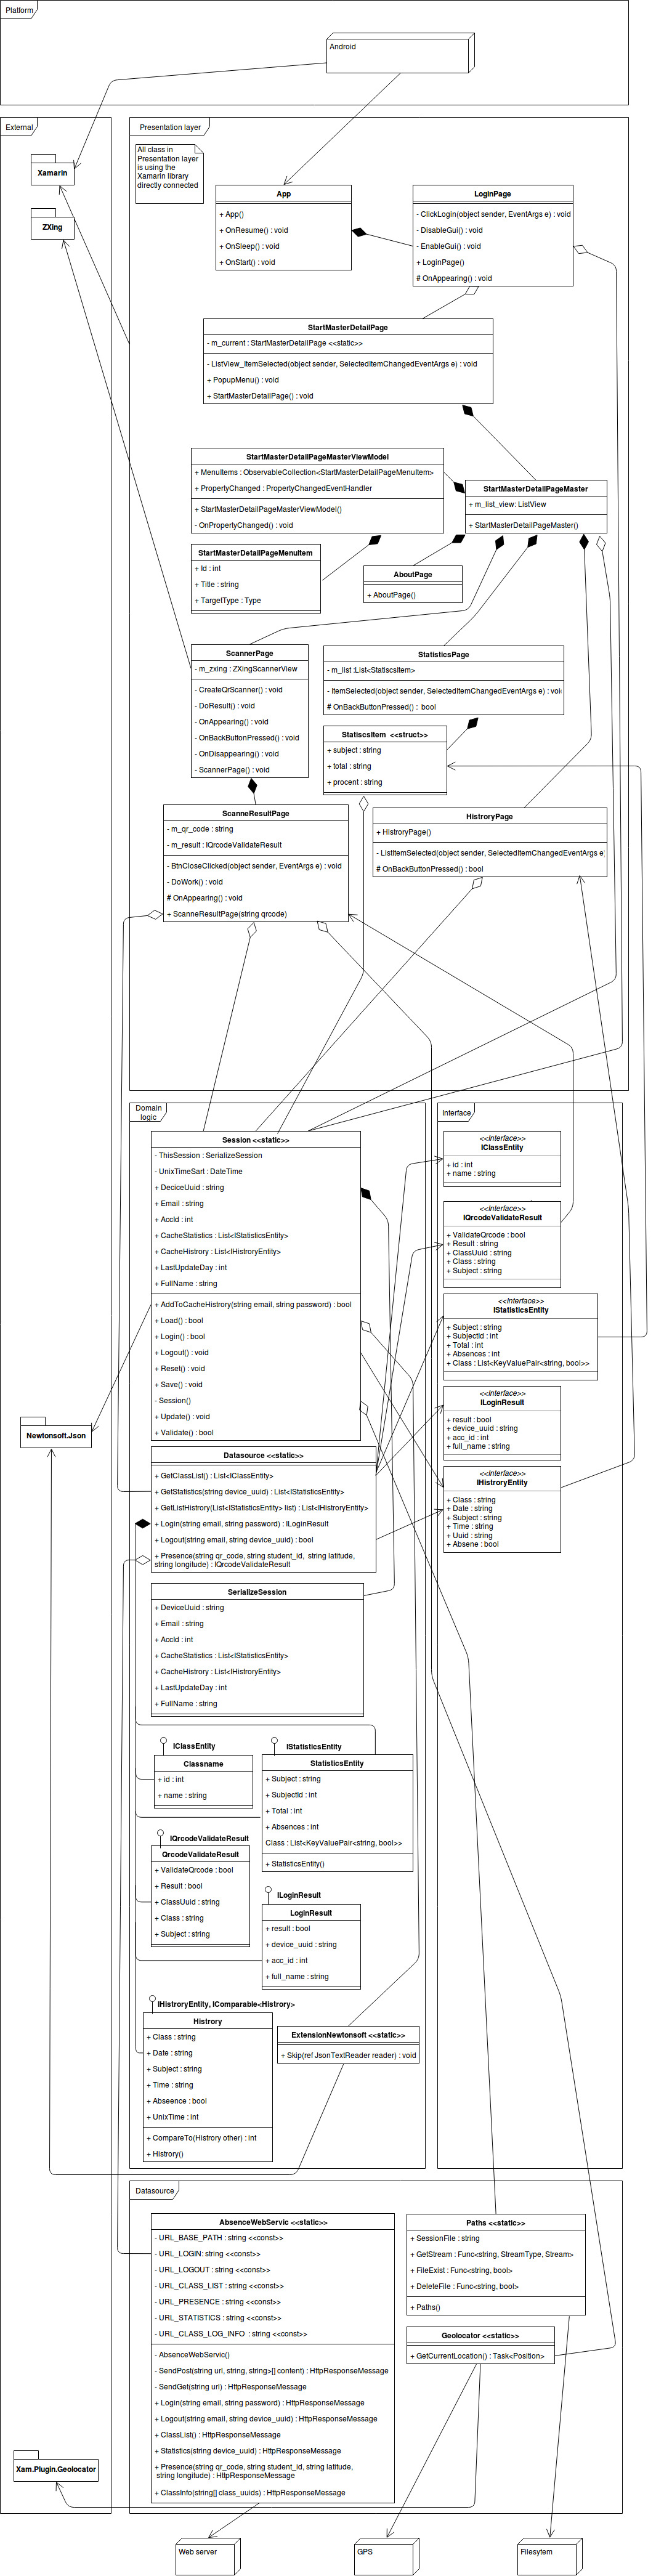 Platform
Android
External
Xamarin
ZXIng
Presentation layer
All class in
Presentation layer
is using the
Xamarin library
directly connected
App
+ App()
+ OnResume() : void
+ OnSleep() : void
+ OnStart() : void
LoginPage
- ClickLogin(object sender, EventArgs e) : void
- DisableGui() : void
- EnableGui() : void
+ LoginPage()
# OnAppearing() : void
StartMasterDetailPage
- m_current : StartMasterDetailPage <<static>>
- ListView_ItemSelected(object sender, SelectedItemChangedEventArgs e) : void
+ PopupMenu() : void
+ StartMasterDetailPage() : void
StartMasterDetailPageMasterViewModel
+ MenuItems : ObservableCollection<StartMasterDetailPageMenuItem>
+ PropertyChanged : PropertyChangedEventHandler
+ StartMasterDetailPageMasterViewModel()
- OnPropertyChanged() : void
StartMasterDetailPageMaster
+ m_list_view: ListView
+ StartMasterDetailPageMaster()
StartMasterDetailPageMenuItem
+ Id : int
+ Title : string
+ TargetType : Type
AboutPage
+ AboutPage()
ScannerPage
- m_zxing : ZXingScannerView
- CreateQrScanner() : void
- DoResult() : void
- OnAppearing() : void
- OnBackButtonPressed() : void
- OnDisappearing() : void
- ScannerPage() : void
StatisticsPage
- m_list :List<StatiscsItem>
- ItemSelected(object sender, SelectedItemChangedEventArgs e) : voi
# OnBackButtonPressed() : bool
StatiscsItem <<struct>>
+ subject : string
+ total : string
+ procent : string
ScanneResultPage
- m_qr_code : string
- m_result : IQrcodeValidateResult
- BtnCloseClicked(object sender, EventArgs e) : void
- DoWork() : void
# OnAppearing() : void
+ ScanneResultPage(string qrcode)
HistroryPage
+ HistroryPage()
- ListItemSelected(object sender, SelectedItemChangedEventArgs e
# OnBackButtonPressed() : bool
Domain
logic
Session <<static>>
- ThisSession : SerializeSession
- UnixTimeSart : DateTime
+ DeciceUuid : string
+ Email : string
+ AccId : int
+ CacheStatistics : List<IStatisticsEntity>
+ CacheHistrory : List<IHistroryEntity>
+ LastUpdateDay : int
+ FullName : string
+ AddToCacheHistrory(string email, string password) : bool
+ Load() : bool
+ Login() : bool
+ Logout() : void
+ Reset() : void
+ Save() : void
- Session()
+ Update() : void
+ Validate() : bool
Interface
<<Interface>>
IClassEntity
+ id : int
+ name : string
<<Interface>>
IQrcodeValidateResult
+ ValidateQrcode : bool
+ Result : string
+ ClassUuid : string
+ Class : string
+ Subject : string
<<Interface>>
IStatisticsEntity
+ Subject : string
+ SubjectId : int
+ Total : int
+ Absences : int
+ Class : List<KeyValuePair<string, bool>>
<<Interface>>
ILoginResult
+ result : bool
+ device_uuid : string
+ acc_id : int
+ full_name : string
<<Interface>>
IHistroryEntity
+ Class : string
+ Date : string
+ Subject : string
+ Time : string
+ Uuid : string
+ Absene : bool
Newtonsoft.Json
Datasource <<static>>
+ GetClassList() : List<IClassEntity>
+ GetStatistics(string device_uuid) : List<IStatisticsEntity>
+ GetListHistrory(List<IStatisticsEntity> list) : List<IHistroryEntity>
+ Login(string email, string password) : ILoginResult
+ Logout(string email, string device_uuid) : bool
+ Presence(string qr_code, string student_id, string latitude,
string longitude) : IQrcodeValidateResult
SerializeSession
+ DeviceUuid : string
+ Email : string
+ AccId : int
+ CacheStatistics : List<IStatisticsEntity>
+ CacheHistrory : List<IHistroryEntity>
+ LastUpdateDay : int
+ FullName : string
IClassEntity
Classname
+ id : int
+ name : string
IStatisticsEntity
StatisticsEntity
+ Subject : string
+ SubjectId : int
+ Total : int
+ Absences : int
Class : List<KeyValuePair<string, bool>>
+ StatisticsEntity()
IQrcodeValidateResult
QrcodeValidateResult
+ ValidateQrcode : bool
+ Result : bool
+ ClassUuid : string
+ Class : string
+ Subject : string
ILoginResult
LoginResult
+ result : bool
+ device_uuid : string
+ acc_id : int
+ full_name : string
IHistroryEntity, IComparable<Histrory>
Histrory
+ Class : string
+ Date : string
+ Subject : string
+ Time : string
+ Abseence : bool
+ UnixTime : int
+ CompareTo(Histrory other) : int
+ Histrory()
ExtensionNewtonsoft <<static>>
+ Skip(ref JsonTextReader reader) : void
Datasource
AbsenceWebServic <<static>>
- URL_BASE_PATH : string <<const>>
- URL_LOGIN: string <<const>>
- URL_LOGOUT : string <<const>>
- URL_CLASS_LIST : string <<const>>
- URL_PRESENCE : string <<const>>
- URL_STATISTICS : string <<const>>
- URL_CLASS_LOG_INFO : string <<const>>
- AbsenceWebServic()
- SendPost(string url, string, string>[] content) : HttpResponseMessage
- SendGet(string url) : HttpResponseMessage
+ Login(string email, string password) : HttpResponseMessage
+ Logout(string email, string device_uuid) : HttpResponseMessage
+ ClassList() : HttpResponseMessage
+ Statistics(string device_uuid) : HttpResponseMessage
+ Presence(string qr_code, string student_id, string latitude,
string longitude) : HttpResponseMessage
+ ClassInfo(string[] class_uuids) : HttpResponseMessage
Paths <<static>>
+ SessionFile : string
+ GetStream : Func<string, StreamType, Stream>
+ FileExist : Func<string, bool>
+ DeleteFile : Func<string, bool>
+ Paths()
Geolocator <<static>>
+ GetCurrentLocation() : Task<Position>
Xam.Plugin.Geolocator
Web server
GPS
Filesytem